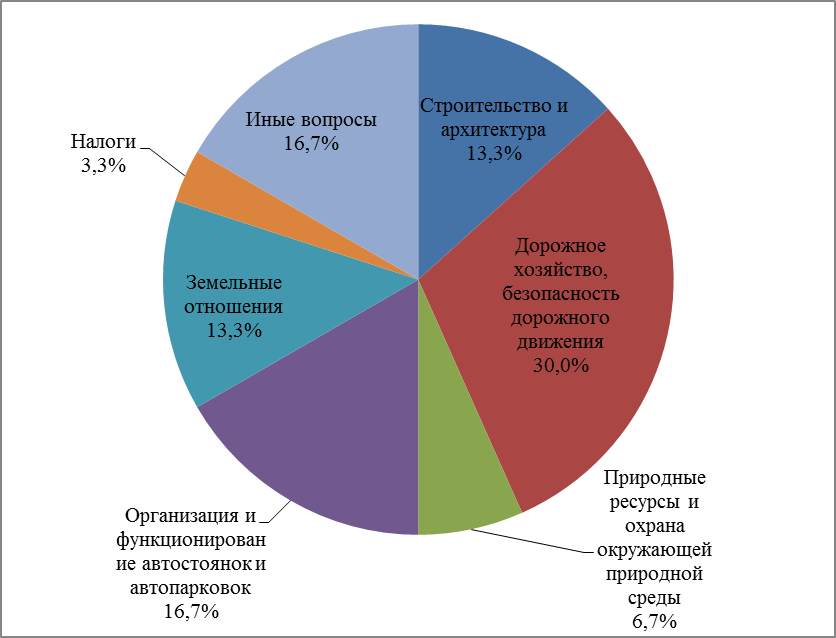 Иные вопросы
16,7%
Строительство и
архитектура
13,3%
Налоги
3,3%
Дорожное
хозяйство,
безопасность
дорожного
движения
30,0%
Земельные
отношения
13,3%
Природные
ресурсы и
охрана
окружающей
природной
среды
6,7%
Организация и
функционирован
ие автостоянок и
автопарковок
16,7%